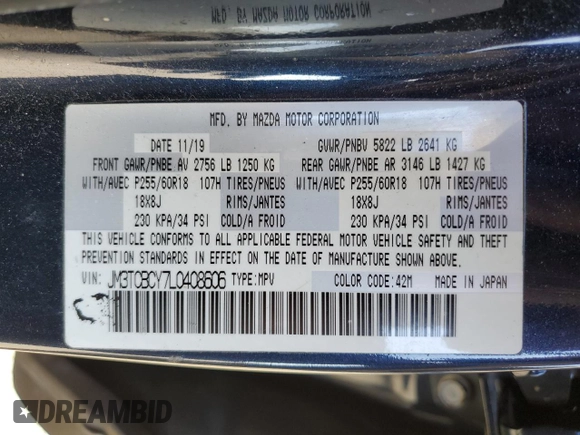 MFD. BY MAZDA MOTOR CORPORATION
MFD. BY MAZDA MOTOR CORPORATION
DATE 11/19 GVWR/PNBV 5822 LB 2641 KG
FRONT GAWR/PNBE AV 2756 LB 1250 KG REAR GAWR/PNBE AR 3146 LB 1427 KG
WITH/AVEC P255/60R18 107H TIRES/PNEUS WITH/AVEC P255/60R18 107H TIRES/PNEUS
18X8J RIMS/JANTES 18X8J RIMS/JANTES
230 KPA/34 PSI COLD/A FROID 230 KPA/34 PSI COLD/A FROID
THIS VEHICLE CONFORMS TO ALL APPLICABLE FEDERAL MOTOR VEHICLE SAFETY AND THEFT
PREVENTION STANDARDS IN EFFECT ON THE DATE OF MANUFACTURE SHOWN ABOVE.
VIN: JM3TCBCY7L0408606 TYPE:MPV COLOR CODE:42M MADE IN JAPAN
DREAMBID